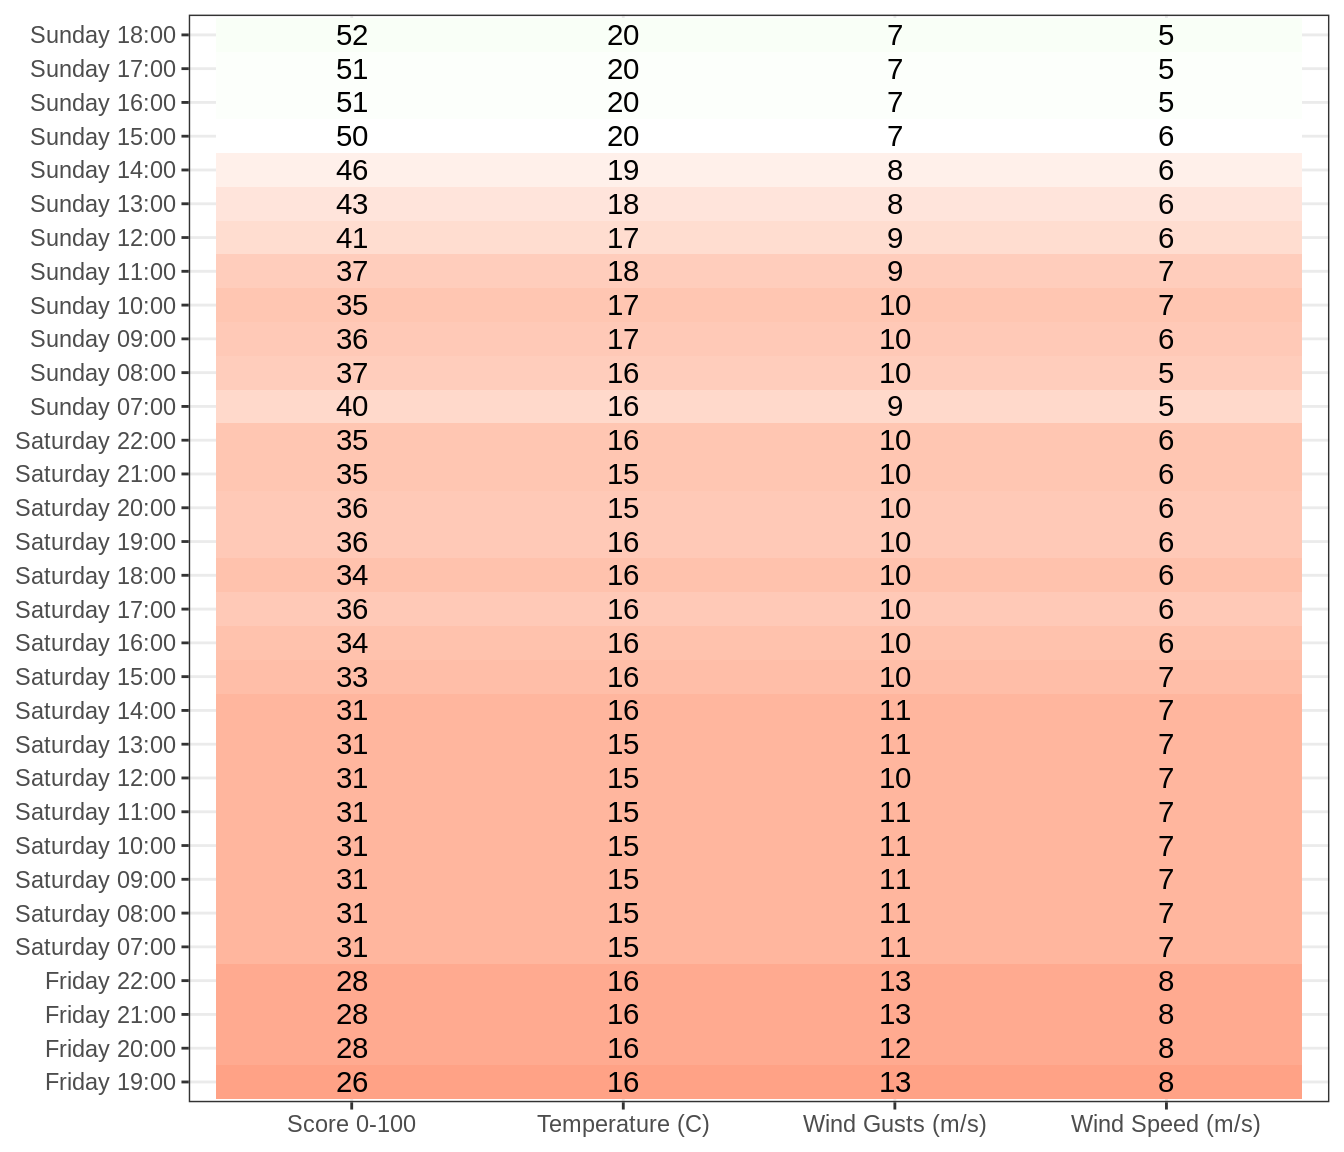 Sunday 18:00 52 20 7 5
Sunday 17:00 51 20 7 5
Sunday 16:00 51 20 7 5
Sunday 15:00 50 20 7 6
Sunday 14:00 46 19 8 6
Sunday 13:00 43 18 8 6
Sunday 12:00 41 17 9 6
Sunday 11:00 37 18 9 7
Sunday 10:00 35 17 10 7
Sunday 09:00 36 17 10 6
Sunday 08:00 37 16 10 5
Sunday 07:00 40 16 9 5
Saturday 22:00 35 16 10 6
Saturday 21:00 35 15 10 6
Saturday 20:00 36 15 10 6
Saturday 19:00 36 16 10 6
Saturday 18:00 34 16 10 6
Saturday 17:00 36 16 10 6
Saturday 16:00 34 16 10 6
Saturday 15:00 33 16 10 7
Saturday 14:00 31 16 11 7
Saturday 13:00 31 15 11 7
Saturday 12:00 31 15 10 7
Saturday 11:00 31 15 11 7
Saturday 10:00 31 15 11 7
Saturday 09:00 31 15 11 7
Saturday 08:00 31 15 11 7
Saturday 07:00 31 15 11 7
Friday 22:00 28 16 13 8
Friday 21:00 28 16 13 8
Friday 20:00 28 16 12 8
Friday 19:00 26 16 13 8
Score 0-100 Temperature (C) Wind Gusts (m/s) Wind Speed (m/s)